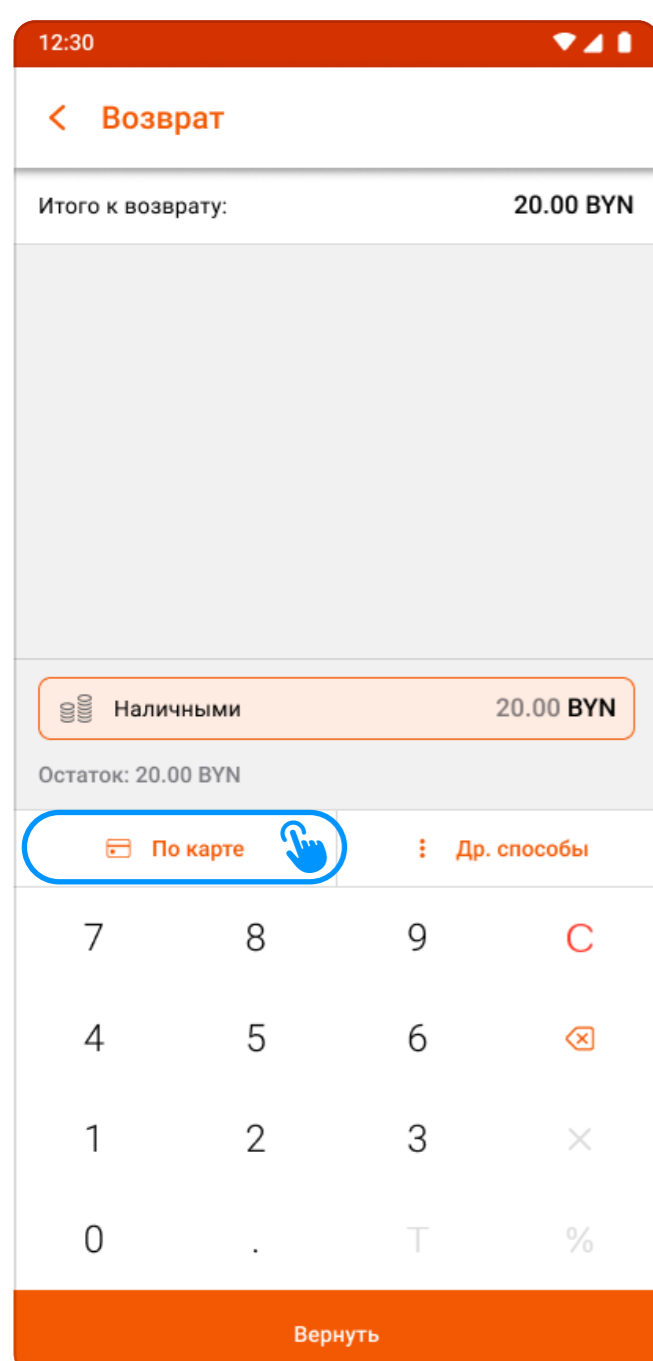 12:30
Возврат
Итого к возврату: 20.00 BYN
Наличными 20.00 BYN
Остаток: 20.00 BYN
По карте Др. способы
7 8 9 C
4 5 6
1 2 3 ×
0 . T %
Вернуть